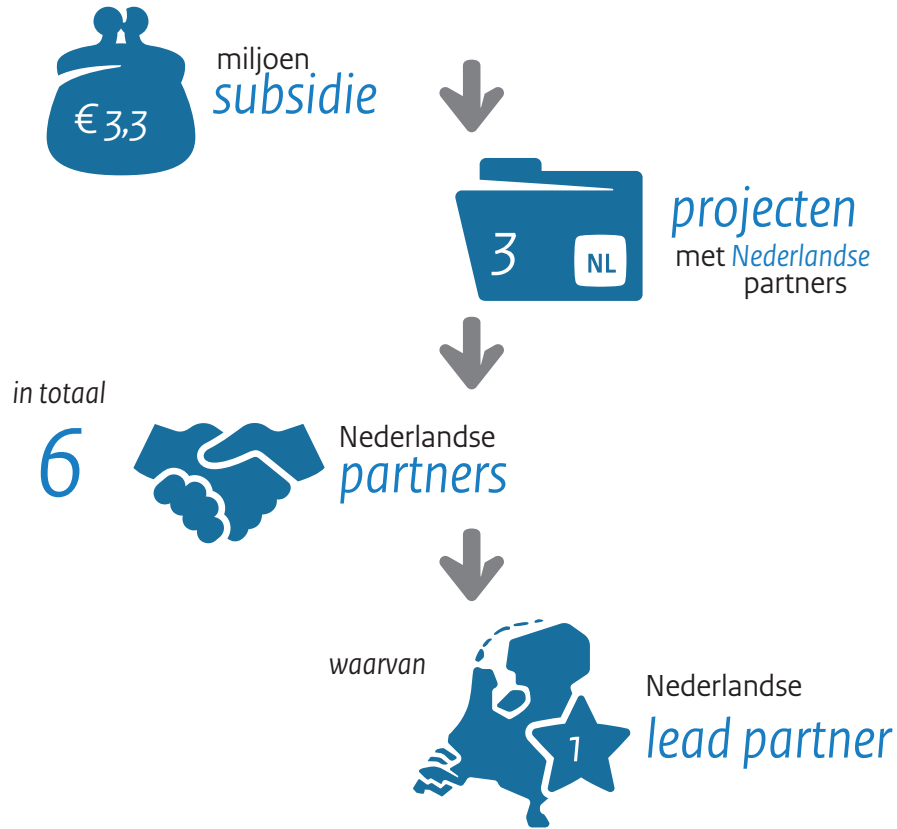 € 3,3
miljoen
subsidie
3
NL
projecten
met Nederlandse
partners
in totaal
6
Nederlandse
partners
waarvan
1
Nederlandse
lead partner